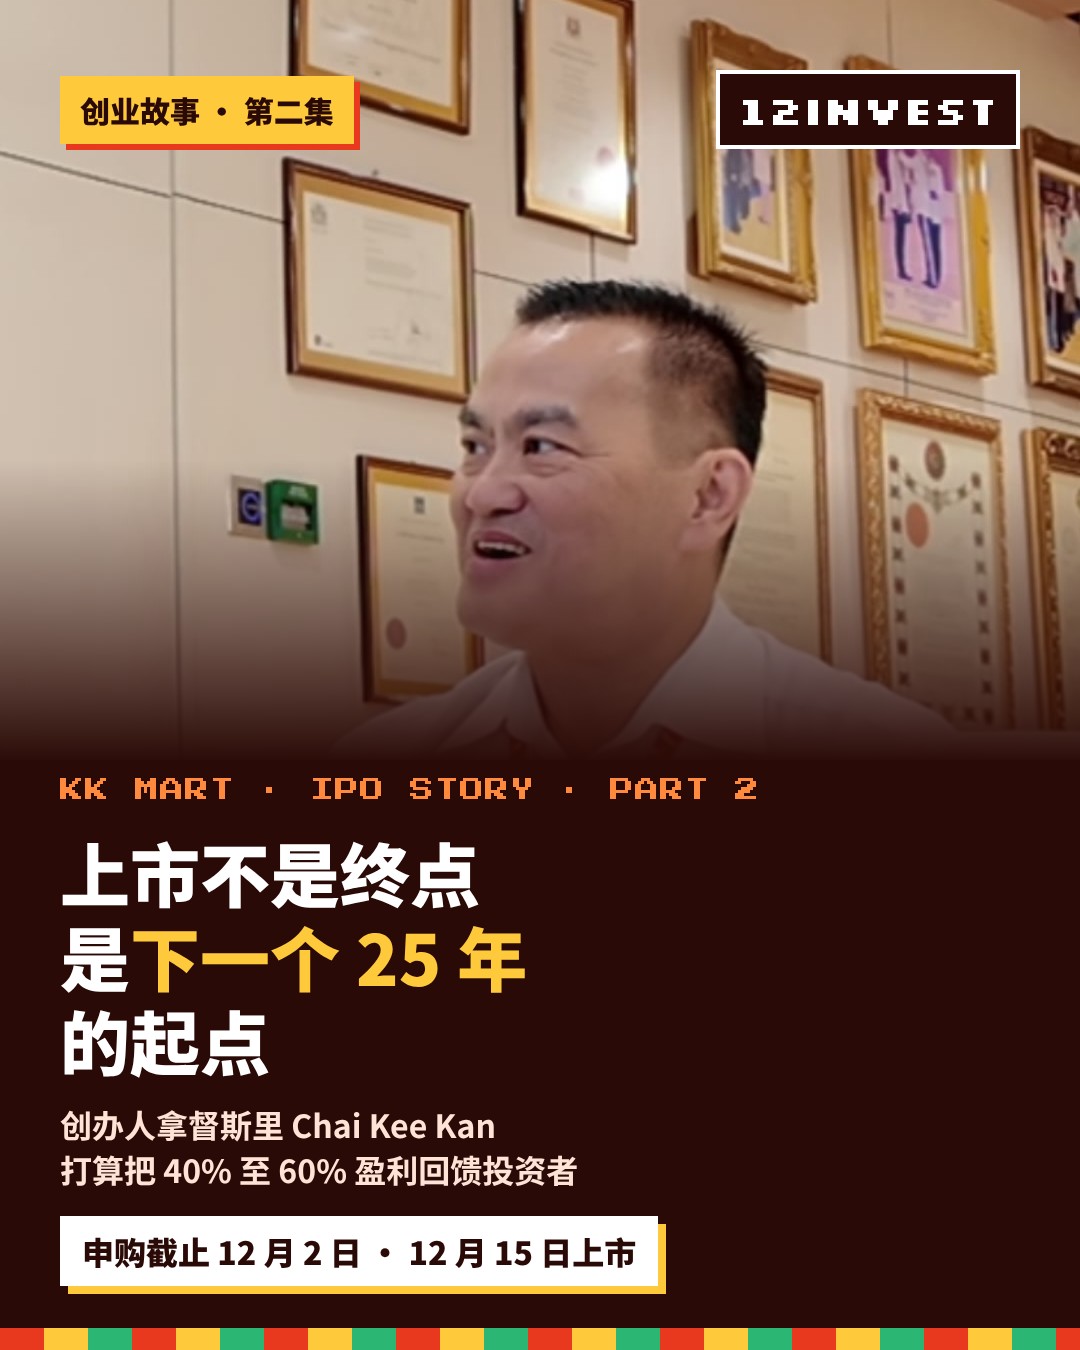 创业故事 · 第二集
12INVEST
KK MART · IPO STORY · PART 2
上市不是终点
是下一个 25 年
的起点
创办人拿督斯里 Chai Kee Kan
打算把 40% 至 60% 盈利回馈投资者
申购截止 12 月 2 日 · 12 月 15 日上市